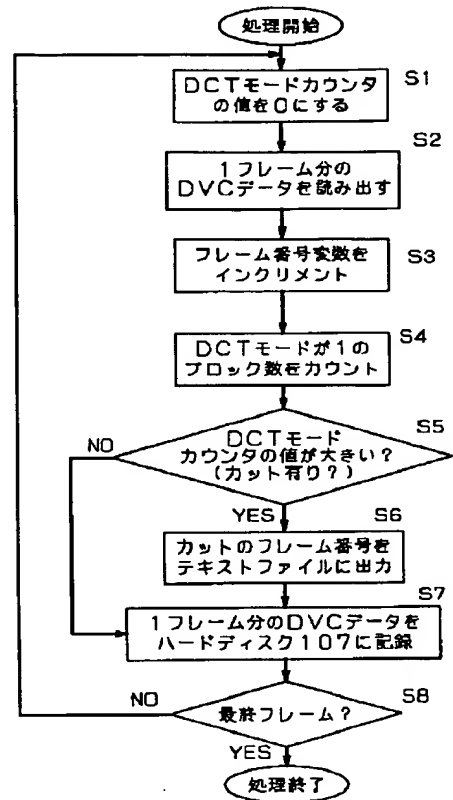 処理開始
DCTモードカウンタ
の値を0にする
S1
S2
1フレーム分の
DVCデータを読み出す
フレーム番号変数を
インクリメント
S3
S4
DCTモードが1の
ブロック数をカウント
S5
DCTモード
カウンタの値が大きい?
(カット有り?)
NO
YES
S6
カットのフレーム番号を
テキストファイルに出力
S7
1フレーム分のDVCデータを
ハードディスク107に記録
NO
S8
最終フレーム?
YES
処理終了